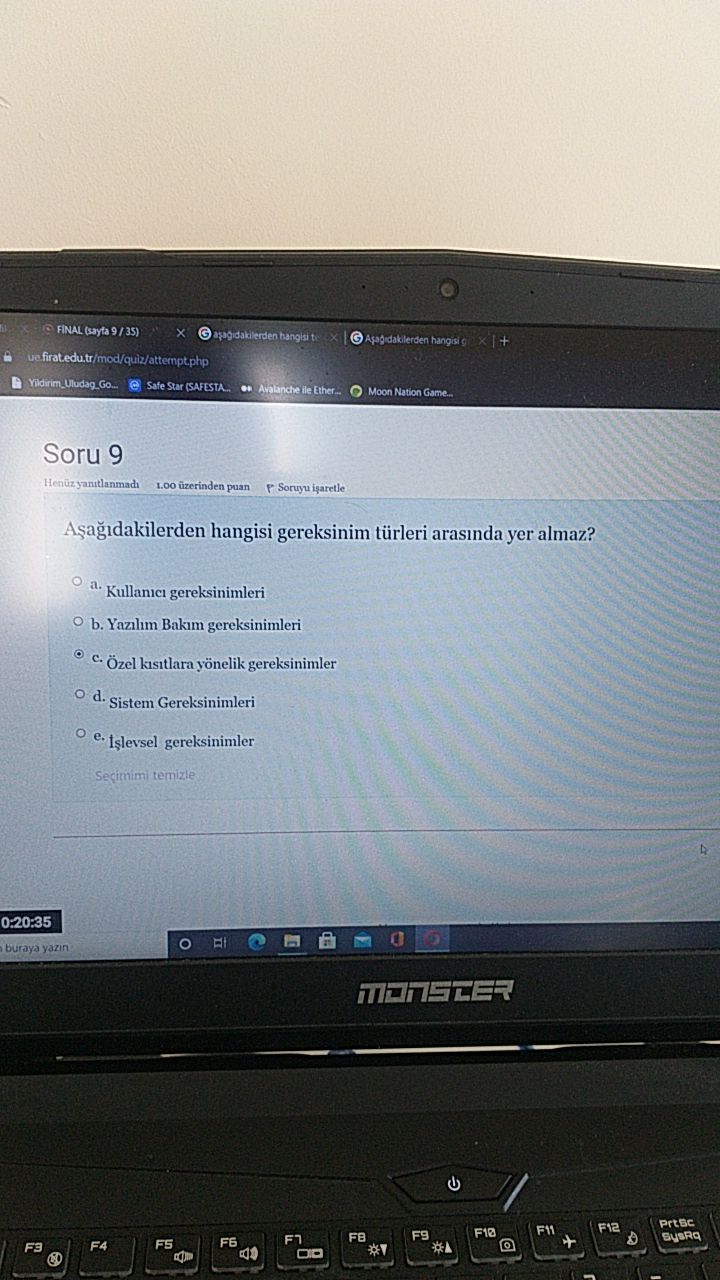 FİNAL (sayfa 9 / 35)
aşağıdakilerden hangisi
Aşağıdakilerden hangisi g
ue.firat.edu.tr/mod/quiz/attempt.php
Yildirim_Uludag_Go...
Safe Star (SAFESTA...
Avalanche ile Ether...
Moon Nation Game...
Soru 9
Henüz yanıtlanmadı
1.00 üzerinden puan
Soruyu işaretle
Aşağıdakilerden hangisi gereksinim türleri arasında yer almaz?
a. Kullanıcı gereksinimleri
b. Yazılım Bakım gereksinimleri
c. Özel kısıtlara yönelik gereksinimler
d. Sistem Gereksinimleri
e. İşlevsel gereksinimler
Seçimimi temizle
0:20:35
buraya yazın
MONSTER
F3
F4
F5
F6
F7
F8
F9
F10
F11
F12
PrtSc
SysRq